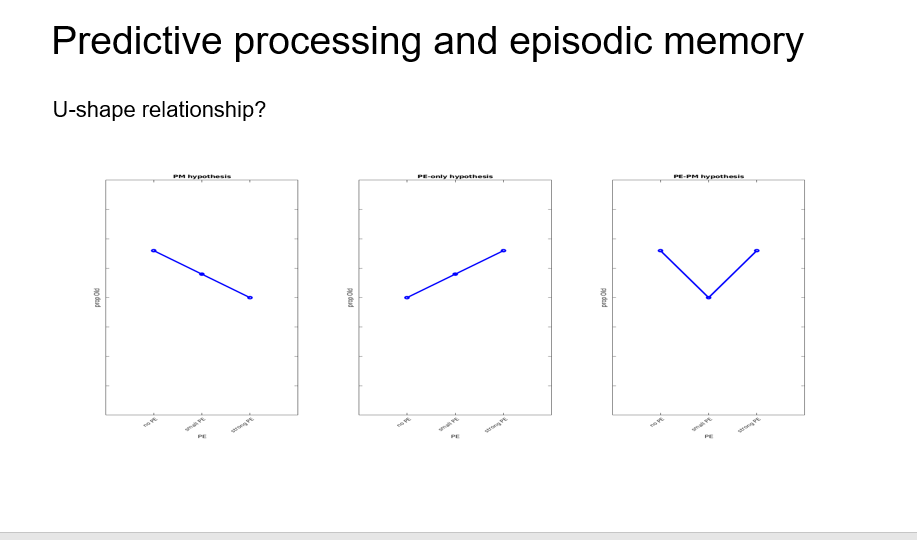 Predictive processing and episodic memory
U-shape relationship?
PM hypothesis
prop Old
no PE
small PE
strong PE
PE
PE-only hypothesis
prop Old
no PE
small PE
strong PE
PE
PE-PM hypothesis
prop Old
no PE
small PE
strong PE
PE